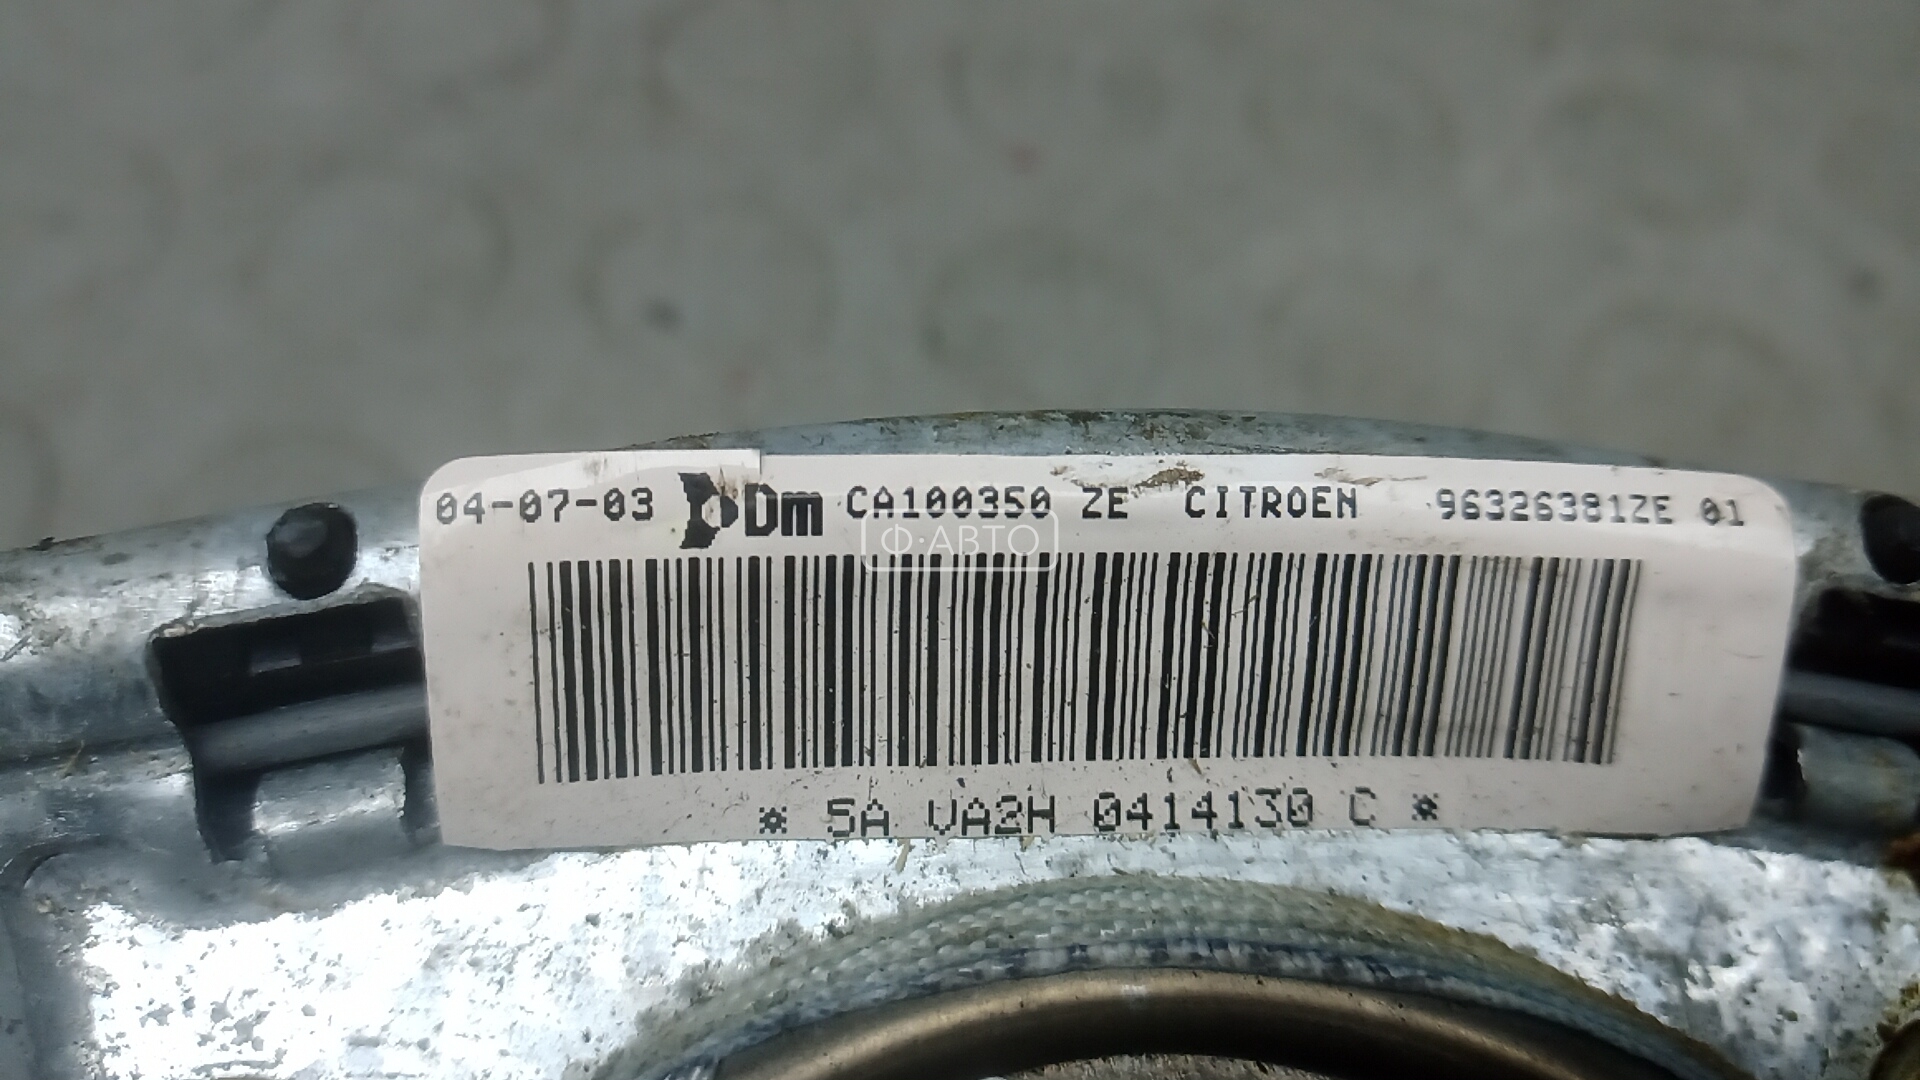 04-07-03 Dm CA100350 ZE CITROEN 96326381ZE 01
Ф·АВТО
* 5A VA2H 0414130 C *